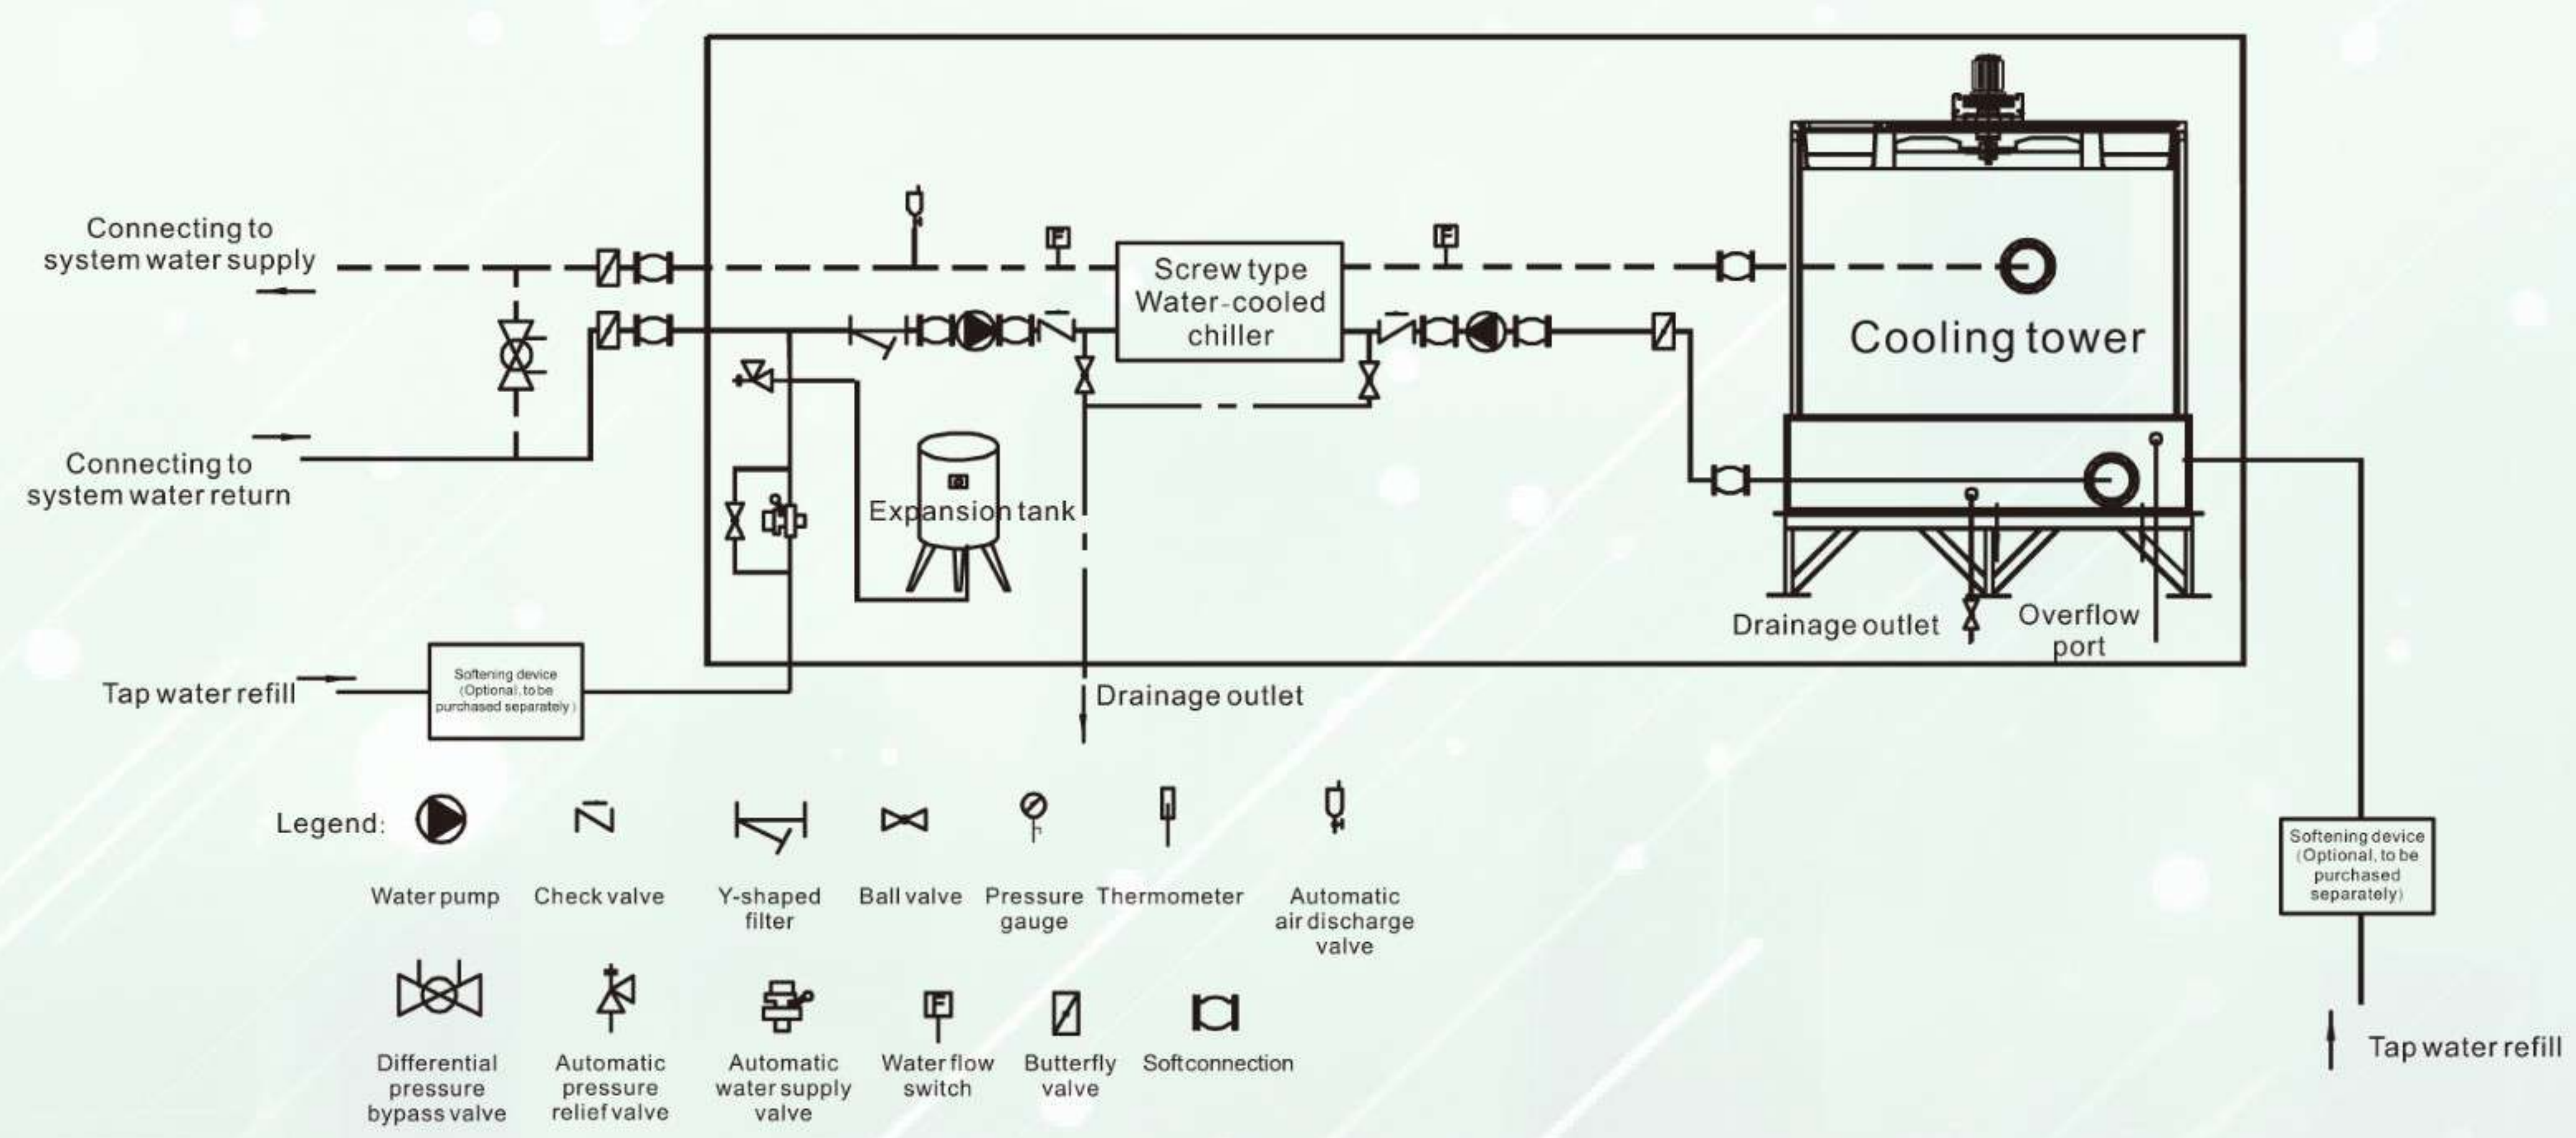 Connecting to
system water supply
F
F
Screw type
Water-cooled
chiller
Cooling tower
Connecting to
system water return
Expansion tank
Drainage outlet
Overflow
port
Tap water refill
Softening device
(Optional, to be
purchased separately)
Drainage outlet
Legend:
Water pump
Check valve
Y-shaped
filter
Ball valve
Pressure
gauge
Thermometer
Automatic
air discharge
valve
Softening device
(Optional, to be
purchased
separately)
F
Differential
pressure
bypass valve
Automatic
pressure
relief valve
Automatic
water supply
valve
Water flow
switch
Butterfly
valve
Softconnection
Tap water refill